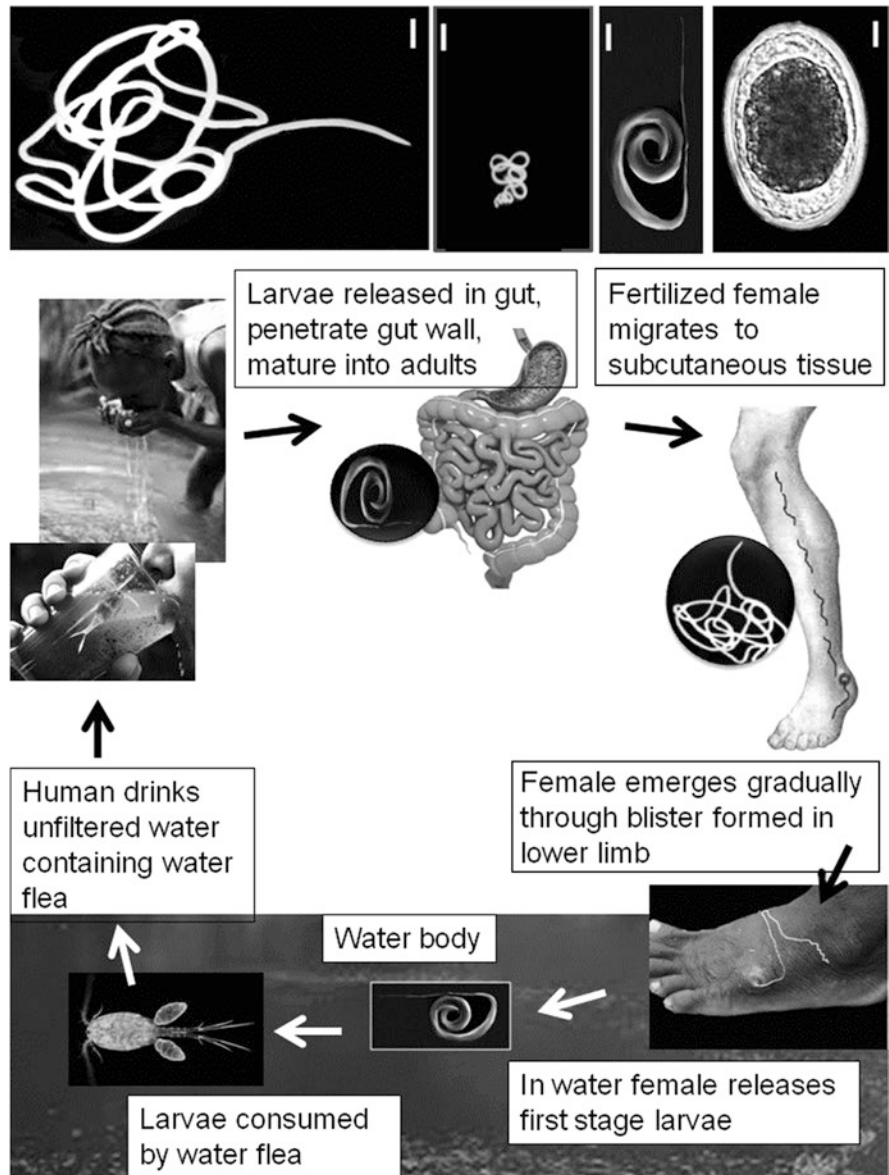 Larvae released in gut,
penetrate gut wall,
mature into adults
Fertilized female
migrates to
subcutaneous tissue
Female emerges gradually
through blister formed in
lower limb
Human drinks
unfiltered water
containing water
flea
Water body
In water female releases
first stage larvae
Larvae consumed
by water flea